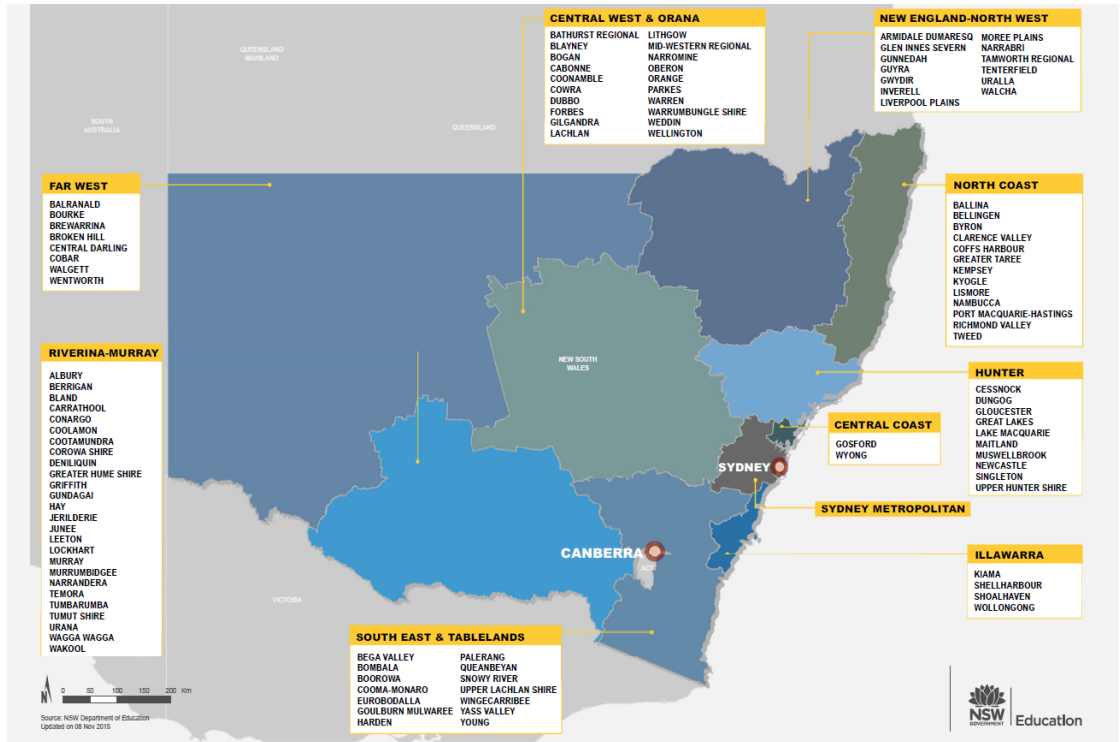 CENTRAL WEST & ORANA
BATHURST REGIONAL LITHGOW
BLAYNEY MID-WESTERN REGIONAL
BOGAN NARROMINE
CABONNE OBERON
COONAMBLE ORANGE
COWRA PARKES
DUBBO WARREN
FORBES WARRUMBUNGLE SHIRE
GILGANDRA WEDDIN
LACHLAN WELLINGTON
NEW ENGLAND-NORTH WEST
ARMIDALE DUMARESQ MOREE PLAINS
GLEN INNES SEVERN NARRABRI
GUNNEDAH TAMWORTH REGIONAL
GUYRA TENTERFIELD
GWYDIR URALLA
INVERELL WALCHA
LIVERPOOL PLAINS
QUEENSLAND
MAINLAND
SOUTH
AUSTRALIA
QUEENSLAND
FAR WEST
BALRANALD
BOURKE
BREWARRINA
BROKEN HILL
CENTRAL DARLING
COBAR
WALGETT
WENTWORTH
NORTH COAST
BALLINA
BELLINGEN
BYRON
CLARENCE VALLEY
COFFS HARBOUR
GREATER TAREE
KEMPSEY
KYOGLE
LISMORE
NAMBUCCA
PORT MACQUARIE-HASTINGS
RICHMOND VALLEY
TWEED
RIVERINA-MURRAY
ALBURY
BERRIGAN
BLAND
CARRATHOOL
CONARGO
COOLAMON
COOTAMUNDRA
COROWA SHIRE
DENILIQUIN
GREATER HUME SHIRE
GRIFFITH
GUNDAGAI
HAY
JERILDERIE
JUNEE
LEETON
LOCKHART
MURRAY
MURRUMBIDGEE
NARRANDERA
TEMORA
TUMBARUMBA
TUMUT SHIRE
URANA
WAGGA WAGGA
WAKOOL
NEW SOUTH
WALES
HUNTER
CESSNOCK
DUNGOG
GLOUCESTER
GREAT LAKES
LAKE MACQUARIE
MAITLAND
MUSWELLBROOK
NEWCASTLE
SINGLETON
UPPER HUNTER SHIRE
CENTRAL COAST
GOSFORD
WYONG
SYDNEY
SYDNEY METROPOLITAN
CANBERRA
ACT
ILLAWARRA
KIAMA
SHELLHARBOUR
SHOALHAVEN
WOLLONGONG
VICTORIA
SOUTH EAST & TABLELANDS
BEGA VALLEY PALERANG
BOMBALA QUEANBEYAN
BOOROWA SNOWY RIVER
COOMA-MONARO UPPER LACHLAN SHIRE
EUROBODALLA WINGECARRIBEE
GOULBURN MULWAREE YASS VALLEY
HARDEN YOUNG
N
0 50 100 150 200 Km
Source: NSW Department of Education
Updated on 08 Nov 2015
NSW
GOVERNMENT
Education